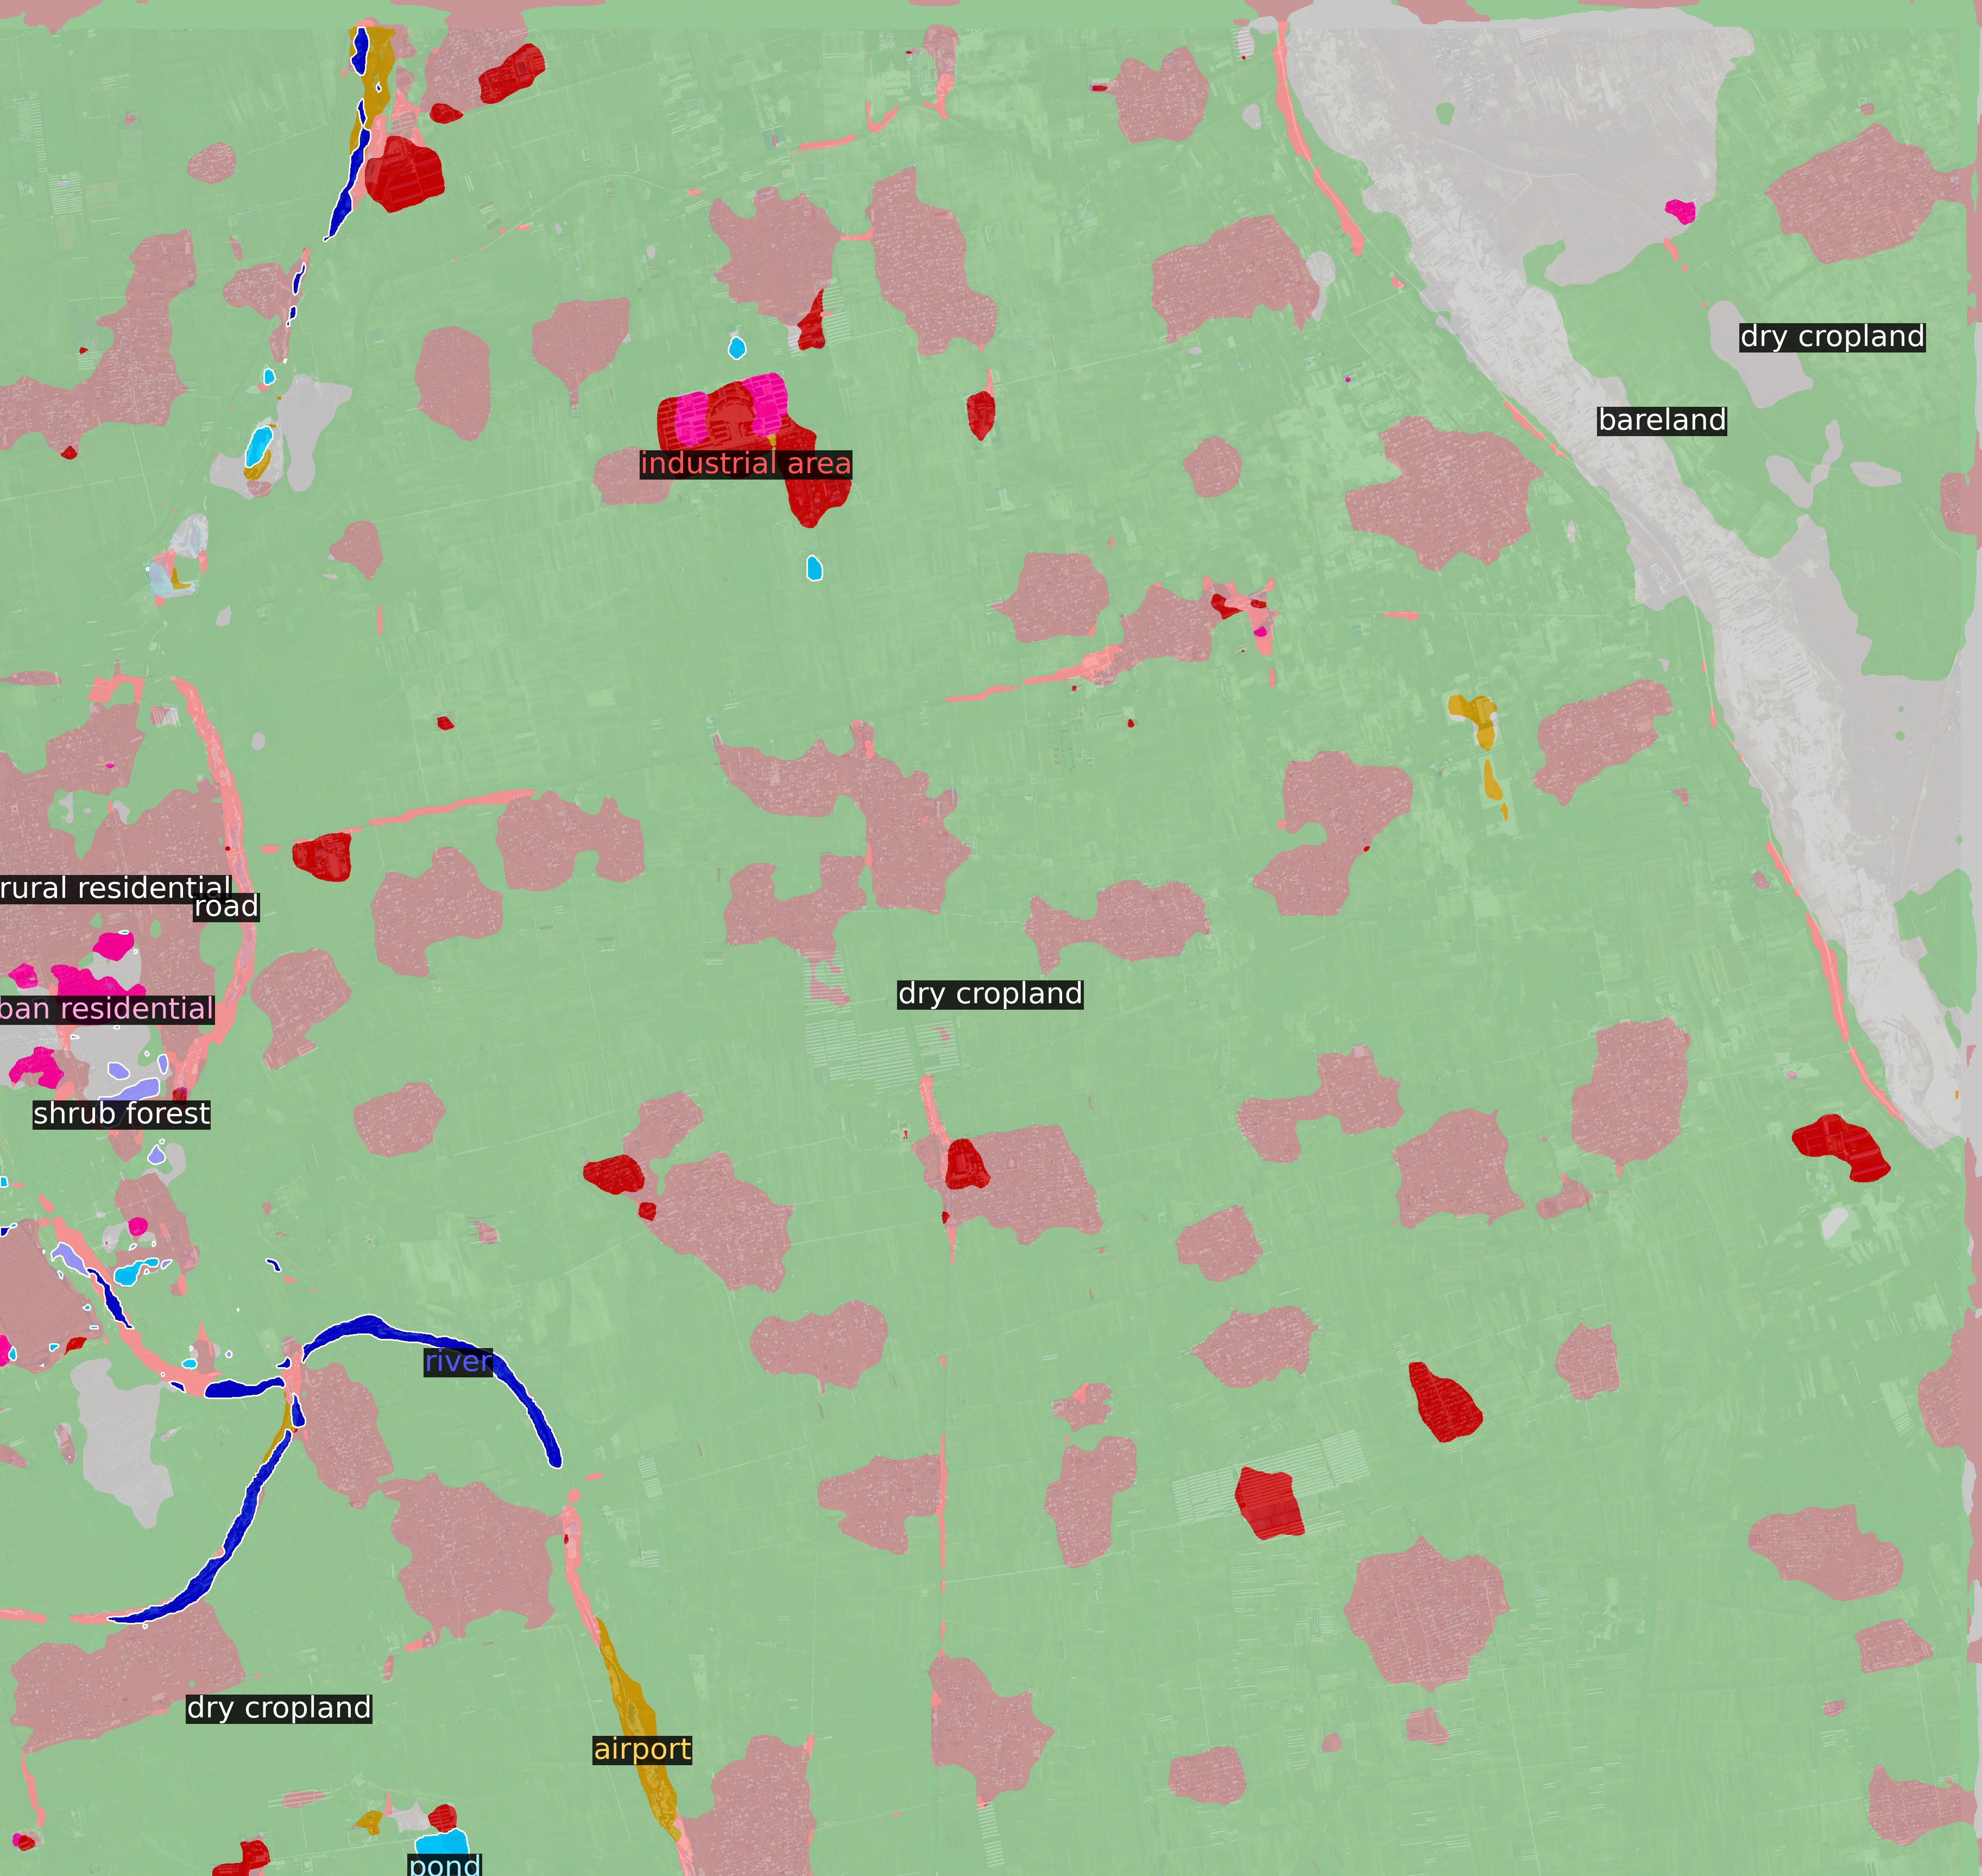 dry cropland
bareland
industrial area
rural residential
road
dry cropland
ban residential
shrub forest
river
dry cropland
airport
pond